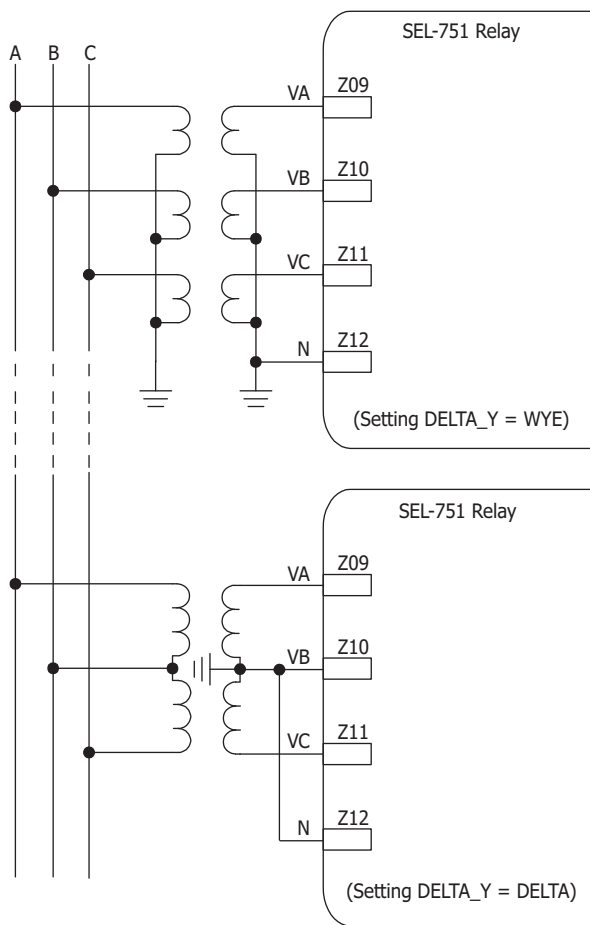 SEL-751 Relay
A B C
VA Z09
VB Z10
VC Z11
N Z12
(Setting DELTA_Y = WYE)
SEL-751 Relay
VA Z09
VB Z10
VC Z11
N Z12
(Setting DELTA_Y = DELTA)